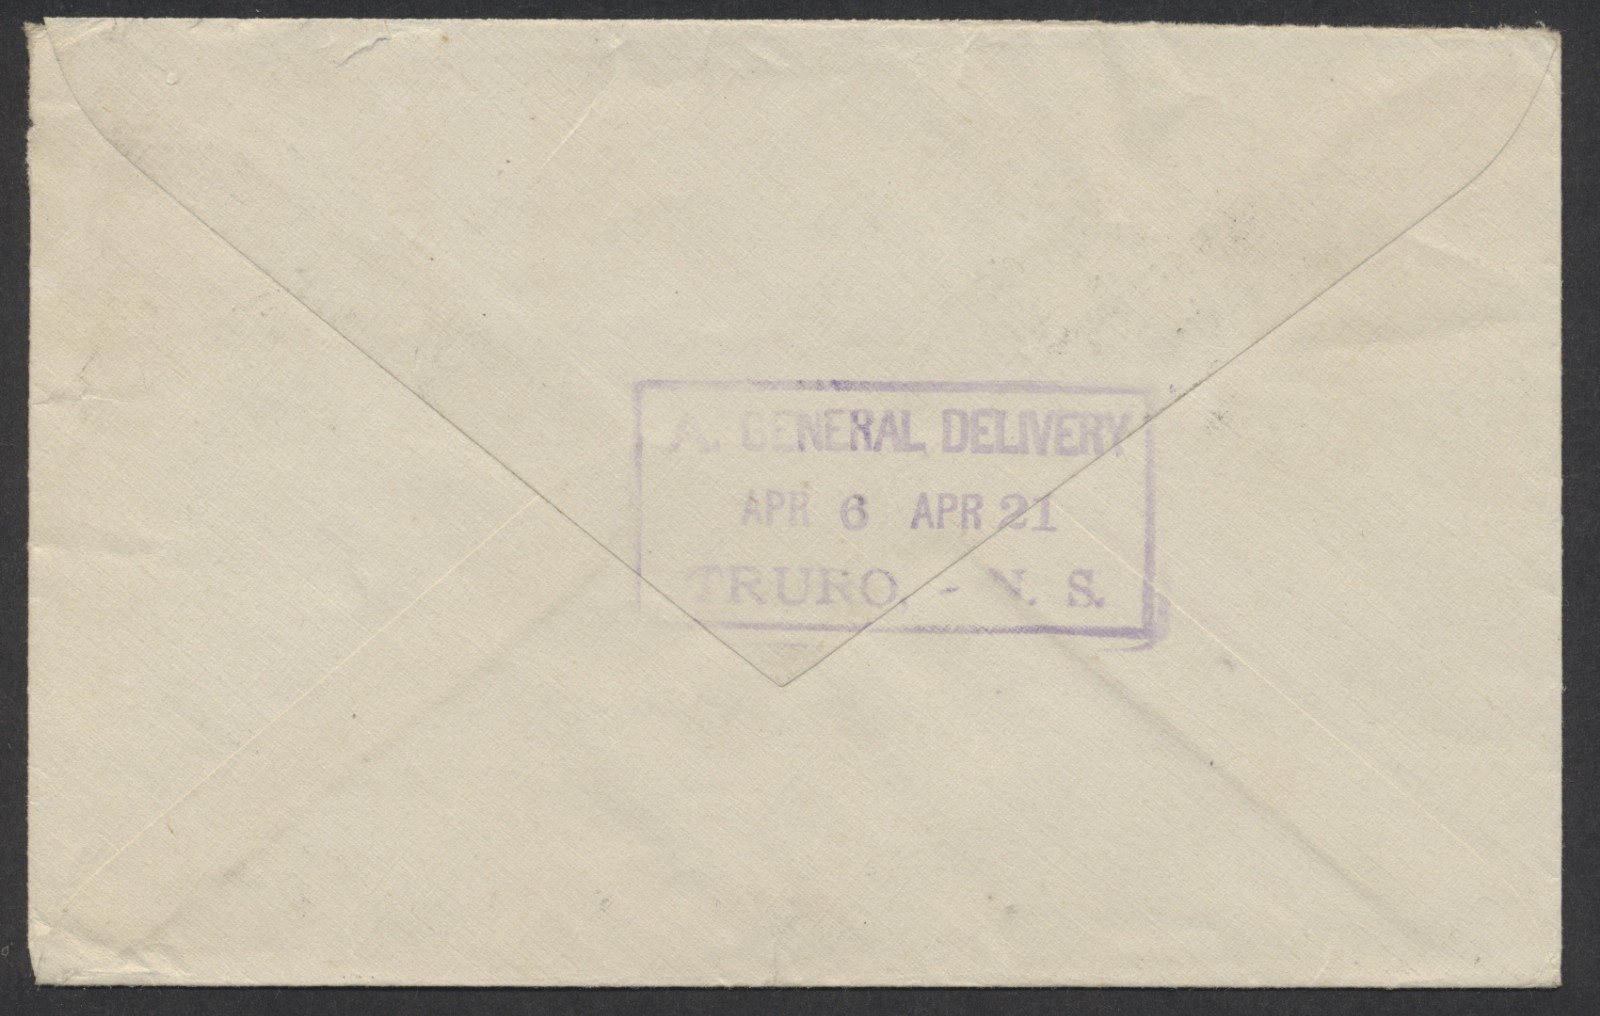 A. GENERAL DELIVERY
APR 6 APR 21
TRURO, - N. S.